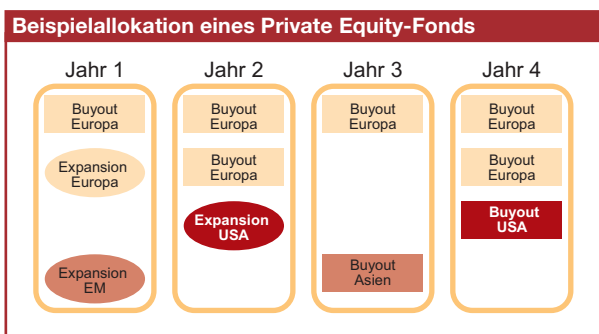 Beispielallokation eines Private Equity-Fonds
Jahr 1
Buyout
Europa
Expansion
Europa
Expansion
EM
Jahr 2
Buyout
Europa
Buyout
Europa
Expansion
USA
Jahr 3
Buyout
Europa
Buyout
Asien
Jahr 4
Buyout
Europa
Buyout
Europa
Buyout
USA